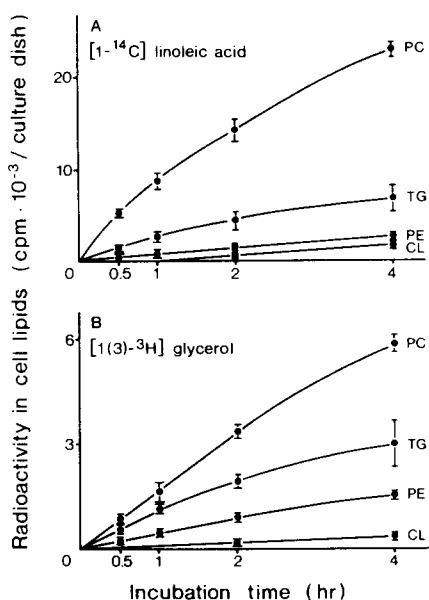 Radioactivity in cell lipids (cpm · 10⁻³ / culture dish)
A
[1-¹⁴C] linoleic acid
20
10
0
0.5
1
2
4
PC
TG
PE
CL
B
[1(3)-³H] glycerol
6
3
0
0.5
1
2
4
PC
TG
PE
CL
Incubation time (hr)